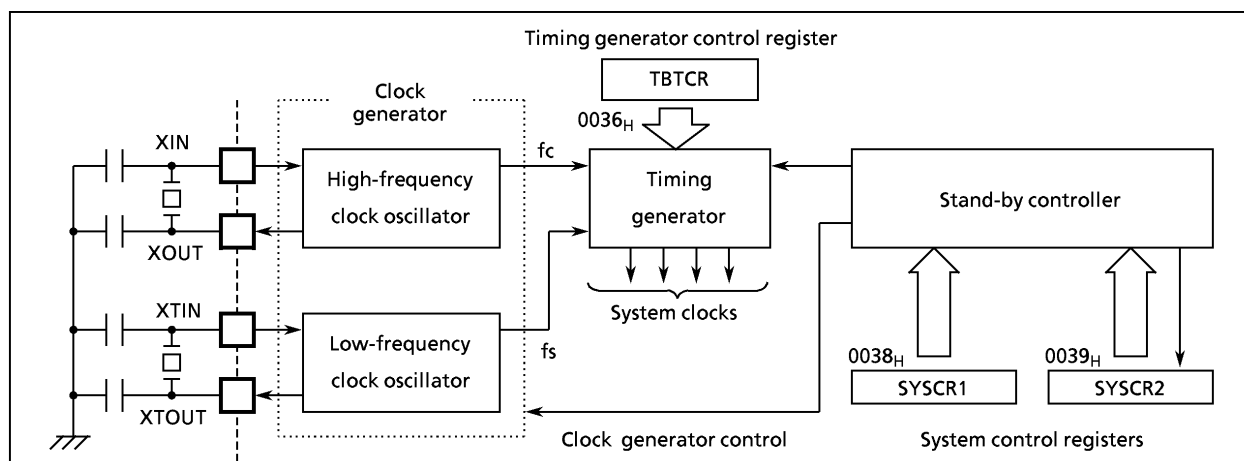 Timing generator control register
TBTCR
Clock
generator
0036H
XIN
fc
High-frequency
clock oscillator
Timing
generator
Stand-by controller
XOUT
System clocks
XTIN
Low-frequency
clock oscillator
fs
0038H
0039H
SYSCR1
SYSCR2
XTOUT
Clock generator control
System control registers